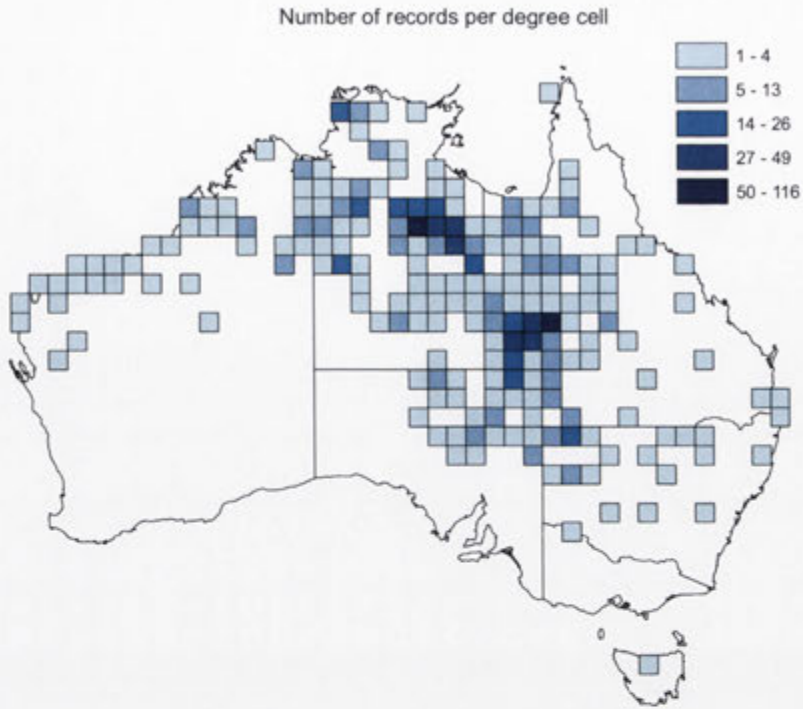 Number of records per degree cell
1 - 4
5 - 13
14 - 26
27 - 49
50 - 116